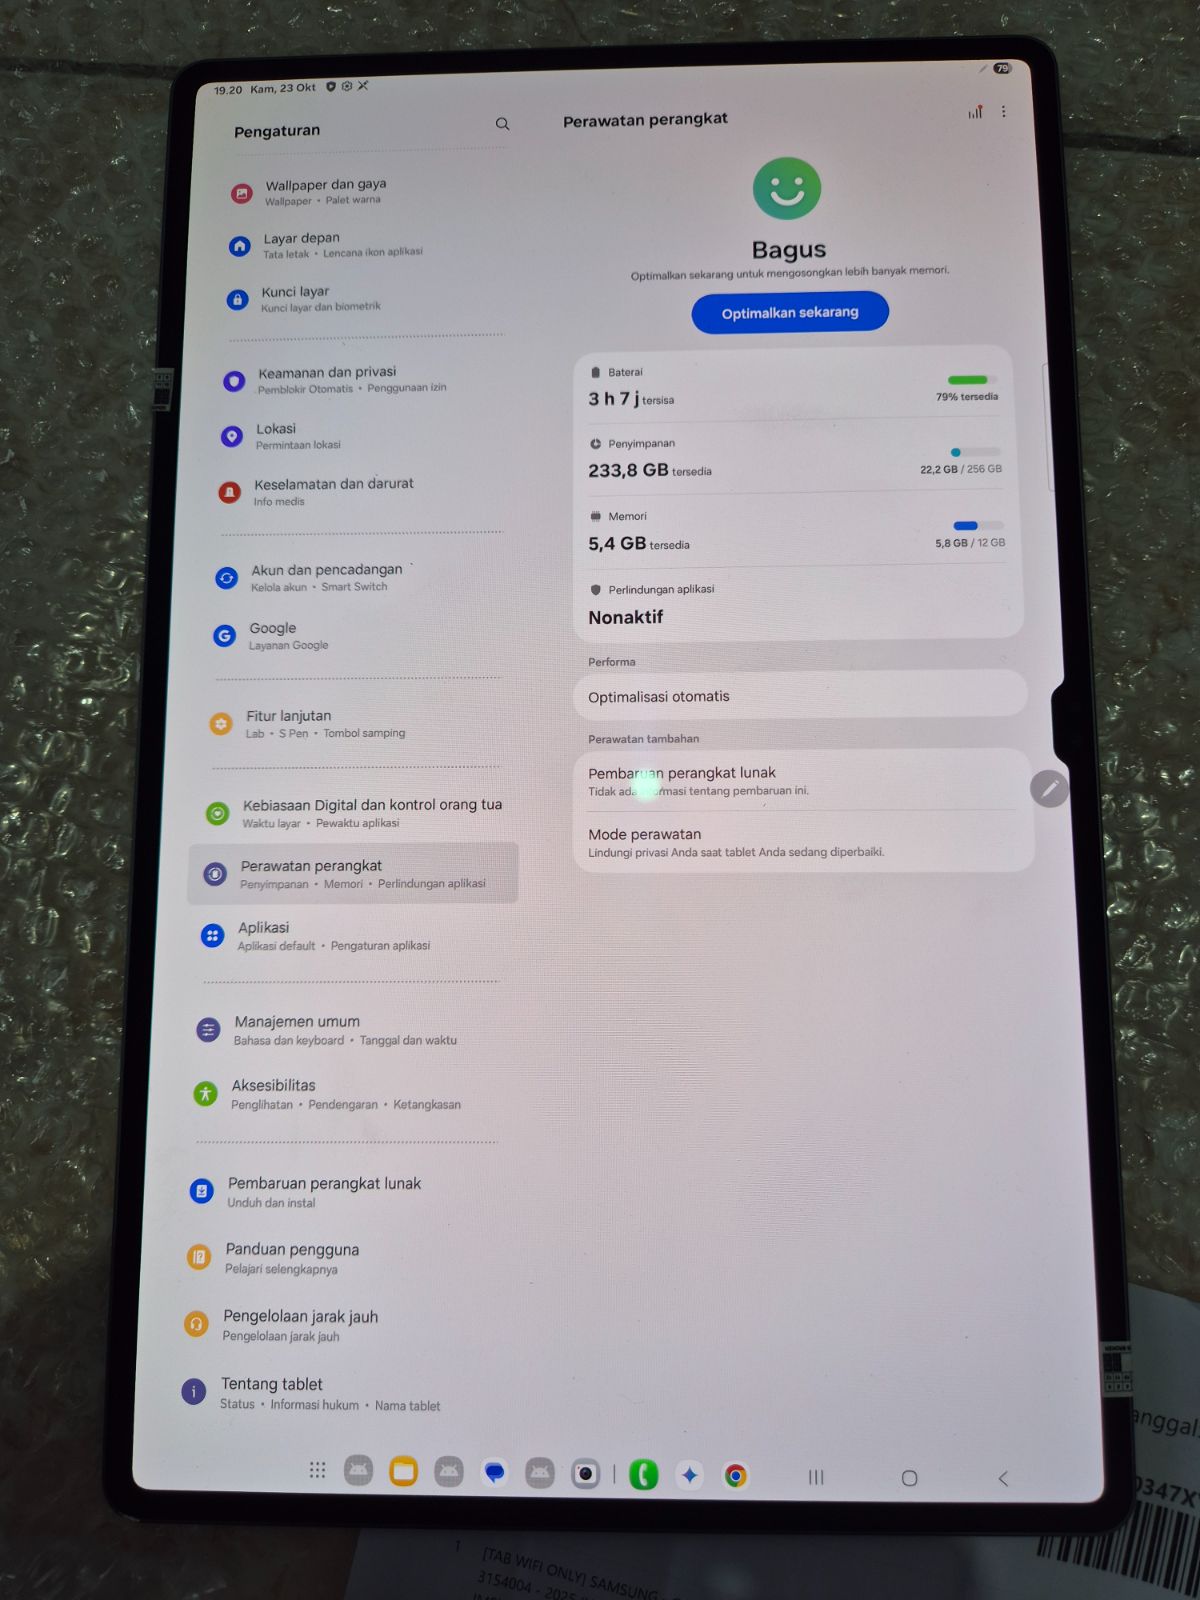 19.20 Kam, 23 Okt
79
Pengaturan
Wallpaper dan gaya
Wallpaper • Palet warna
Layar depan
Tata letak • Lencana ikon aplikasi
Kunci layar
Kunci layar dan biometrik
Keamanan dan privasi
Pemblokir Otomatis • Penggunaan izin
Lokasi
Permintaan lokasi
Keselamatan dan darurat
Info medis
Akun dan pencadangan
Kelola akun • Smart Switch
Google
Layanan Google
Fitur lanjutan
Lab • S Pen • Tombol samping
Kebiasaan Digital dan kontrol orang tua
Waktu layar • Pewaktu aplikasi
Perawatan perangkat
Penyimpanan • Memori • Perlindungan aplikasi
Aplikasi
Aplikasi default • Pengaturan aplikasi
Manajemen umum
Bahasa dan keyboard • Tanggal dan waktu
Aksesibilitas
Penglihatan • Pendengaran • Ketangkasan
Pembaruan perangkat lunak
Unduh dan instal
Panduan pengguna
Pelajari selengkapnya
Pengelolaan jarak jauh
Pengelolaan jarak jauh
Tentang tablet
Status • Informasi hukum • Nama tablet
Perawatan perangkat
Bagus
Optimalkan sekarang untuk mengosongkan lebih banyak memori.
Optimalkan sekarang
Baterai
3 h 7 j tersisa
79% tersedia
Penyimpanan
233,8 GB tersedia
22,2 GB / 256 GB
Memori
5,4 GB tersedia
5,8 GB / 12 GB
Perlindungan aplikasi
Nonaktif
Performa
Optimalisasi otomatis
Perawatan tambahan
Pembaruan perangkat lunak
Tidak ada informasi tentang pembaruan ini.
Mode perawatan
Lindungi privasi Anda saat tablet Anda sedang diperbaiki.
anggal
0347X
1 [TAB WIFI ONLY] SAMSUNG
3154004 - 2025